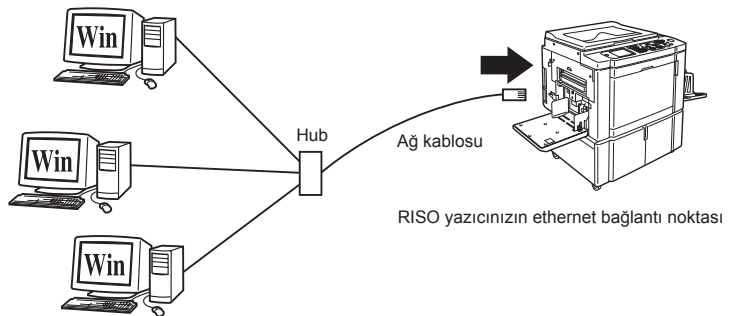 Win
Win
Win
Hub
Ağ kablosu
RISO yazıcınızın ethernet bağlantı noktası